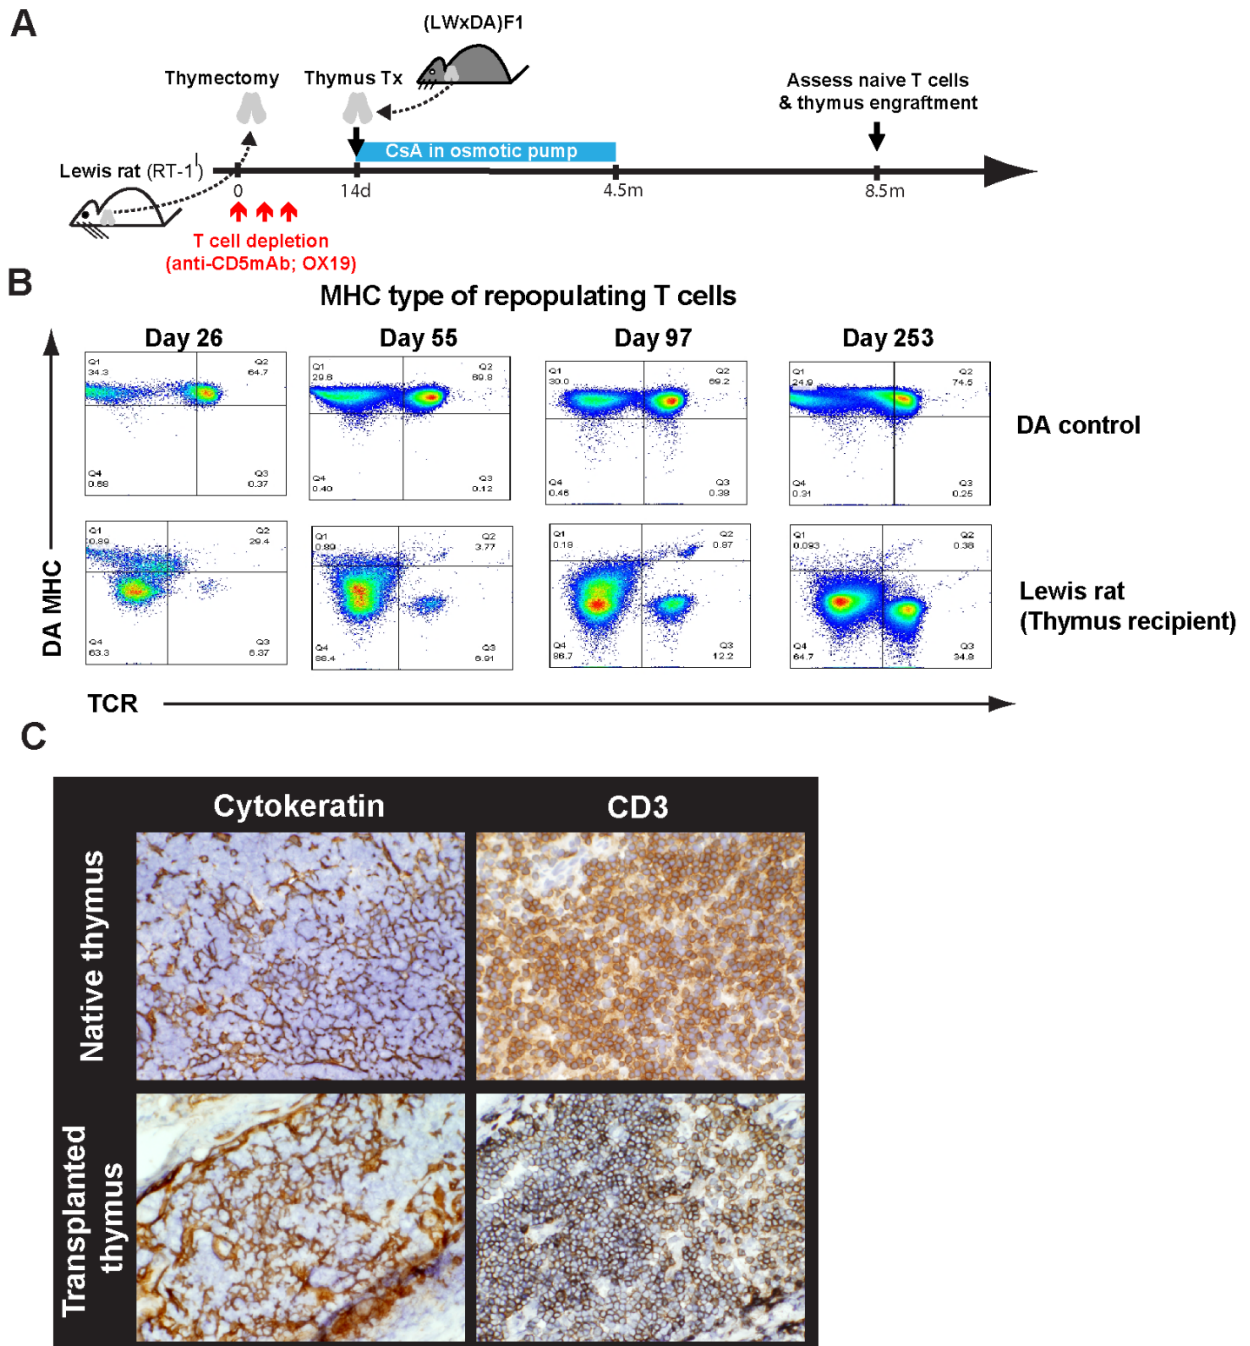 A
(LWxDA)F1
Thymectomy
Thymus Tx
Assess naive T cells
& thymus engraftment
CsA in osmotic pump
Lewis rat (RT-1l)
0
14d
4.5m
8.5m
T cell depletion
(anti-CD5mAb; OX19)
B
MHC type of repopulating T cells
Day 26
Day 55
Day 97
Day 253
Q1
34.3
Q2
64.7
Q4
0.68
Q3
0.37
Q1
29.6
Q2
69.8
Q4
0.40
Q3
0.12
Q1
30.0
Q2
69.2
Q4
0.46
Q3
0.38
Q1
24.9
Q2
74.5
Q4
0.31
Q3
0.25
DA control
Q1
0.89
Q2
29.4
Q4
63.3
Q3
6.37
Q1
0.89
Q2
3.77
Q4
88.4
Q3
6.91
Q1
0.18
Q2
0.87
Q4
86.7
Q3
12.2
Q1
0.093
Q2
0.38
Q4
64.7
Q3
34.8
Lewis rat
(Thymus recipient)
DA MHC
TCR
C
Cytokeratin
CD3
Native thymus
Transplanted
thymus